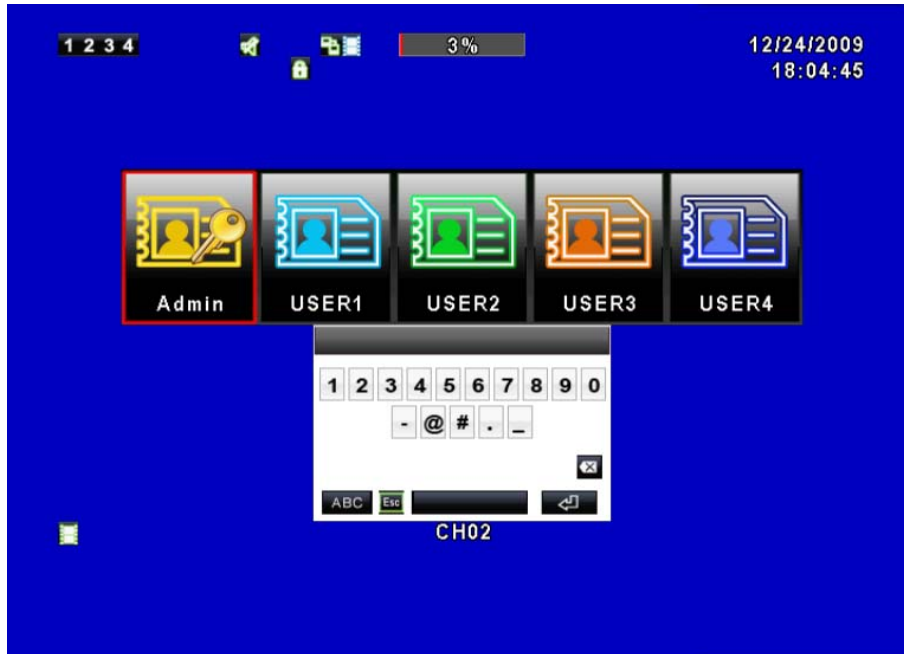 1 2 3 4
3%
12/24/2009
18:04:45
Admin USER1 USER2 USER3 USER4
1 2 3 4 5 6 7 8 9 0
- @ # . _
ABC Esc
CH02